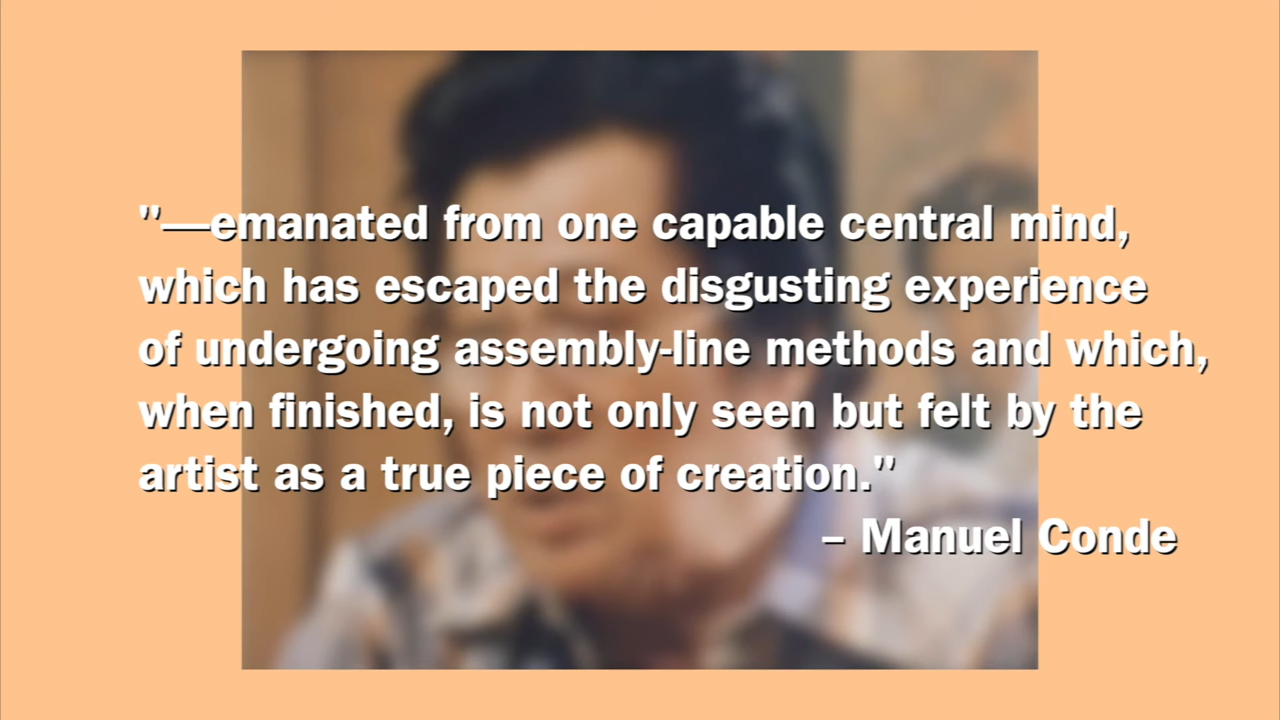 "—emanated from one capable central mind,
which has escaped the disgusting experience
of undergoing assembly-line methods and which,
when finished, is not only seen but felt by the
artist as a true piece of creation."
– Manuel Conde